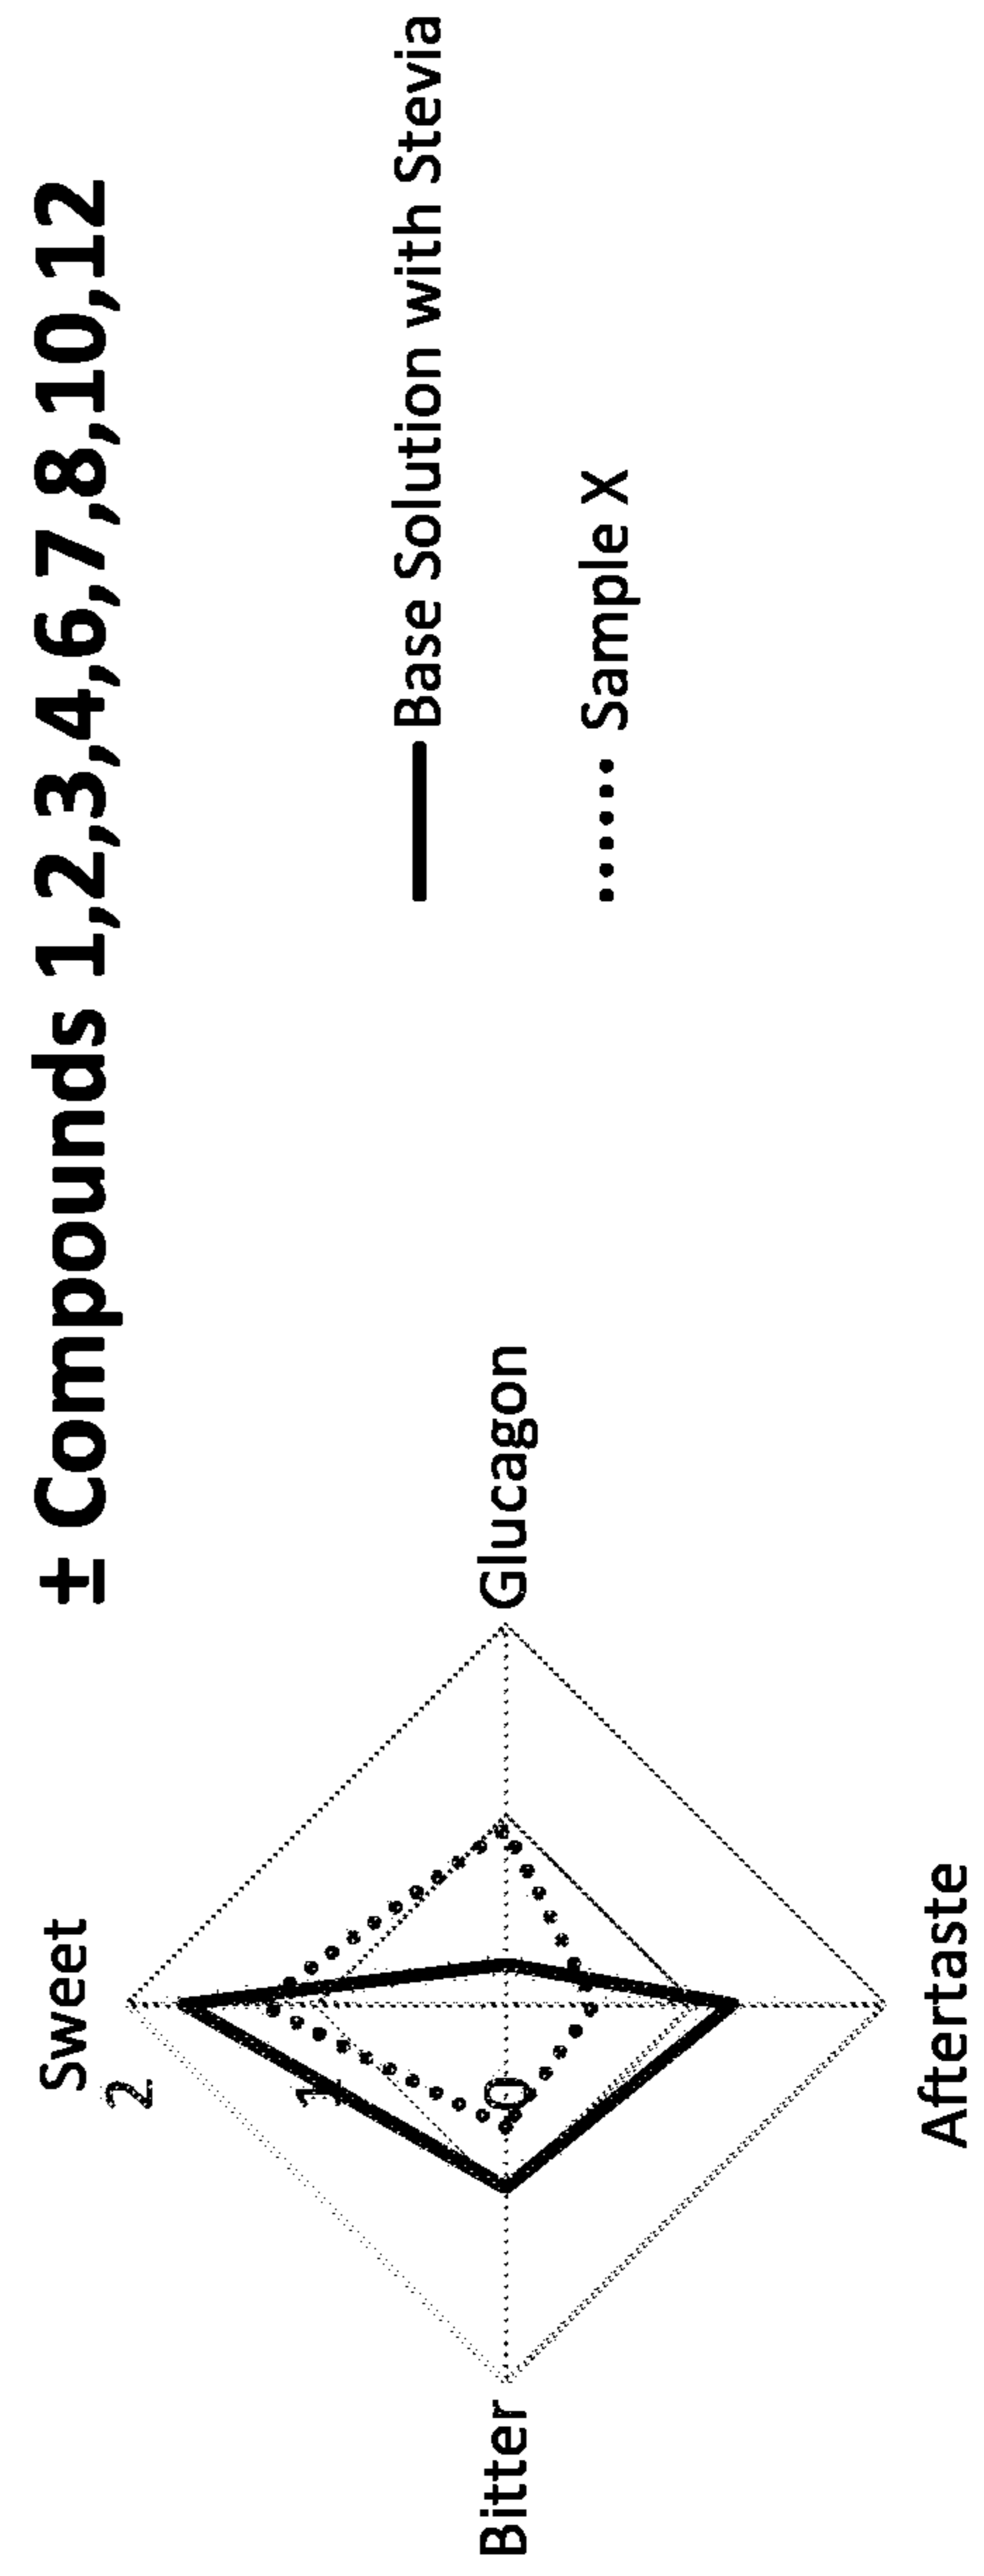 ± Compounds 1,2,3,4,6,7,8,10,12
Sweet
2
1
0
Glucagon
Aftertaste
Bitter
Base Solution with Stevia
Sample X